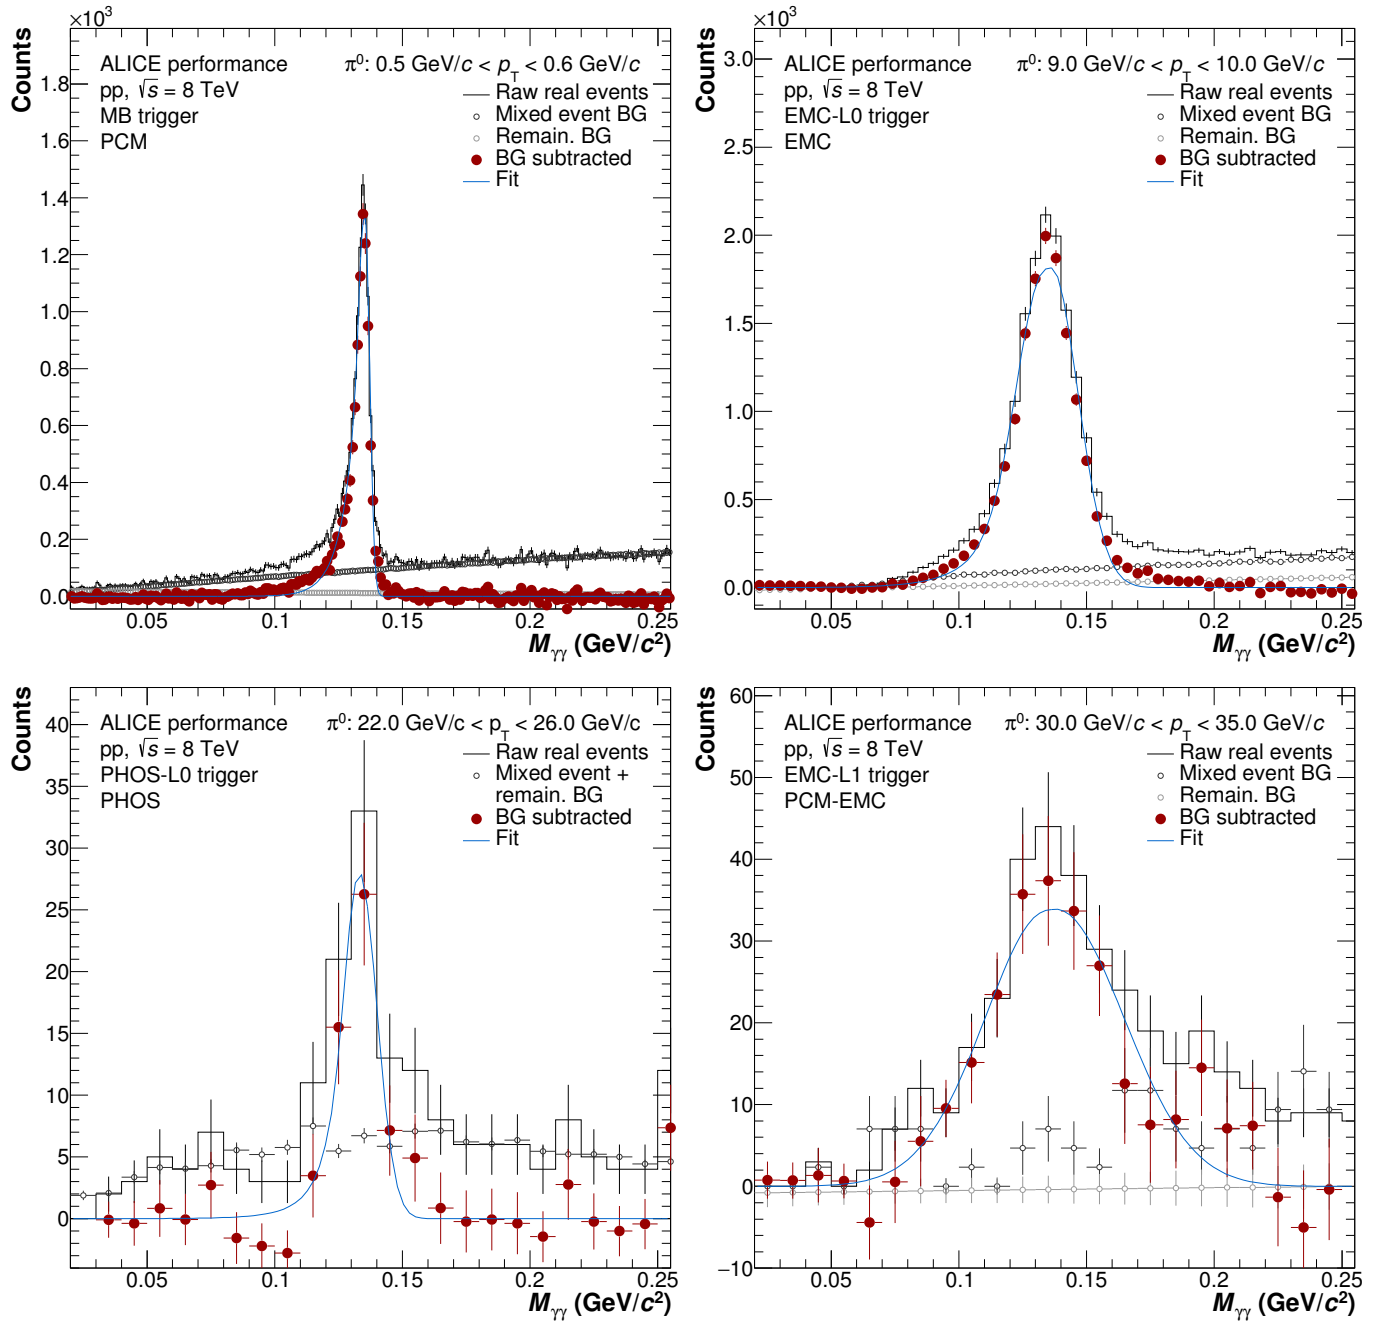 ×10³
Counts
ALICE performance
pp, √s = 8 TeV
MB trigger
PCM
π⁰: 0.5 GeV/c < p_T < 0.6 GeV/c
Raw real events
Mixed event BG
Remain. BG
BG subtracted
Fit
1.8
1.6
1.4
1.2
1.0
0.8
0.6
0.4
0.2
0.0
0.05 0.1 0.15 0.2 0.25
M_γγ (GeV/c²)
×10³
Counts
ALICE performance
pp, √s = 8 TeV
EMC-L0 trigger
EMC
π⁰: 9.0 GeV/c < p_T < 10.0 GeV/c
Raw real events
Mixed event BG
Remain. BG
BG subtracted
Fit
3.0
2.5
2.0
1.5
1.0
0.5
0.0
0.05 0.1 0.15 0.2 0.25
M_γγ (GeV/c²)
Counts
ALICE performance
pp, √s = 8 TeV
PHOS-L0 trigger
PHOS
π⁰: 22.0 GeV/c < p_T < 26.0 GeV/c
Raw real events
Mixed event +
remain. BG
BG subtracted
Fit
40
35
30
25
20
15
10
5
0
0.05 0.1 0.15 0.2 0.25
M_γγ (GeV/c²)
Counts
ALICE performance
pp, √s = 8 TeV
EMC-L1 trigger
PCM-EMC
π⁰: 30.0 GeV/c < p_T < 35.0 GeV/c
Raw real events
Mixed event BG
Remain. BG
BG subtracted
Fit
60
50
40
30
20
10
0
−10
0.05 0.1 0.15 0.2 0.25
M_γγ (GeV/c²)